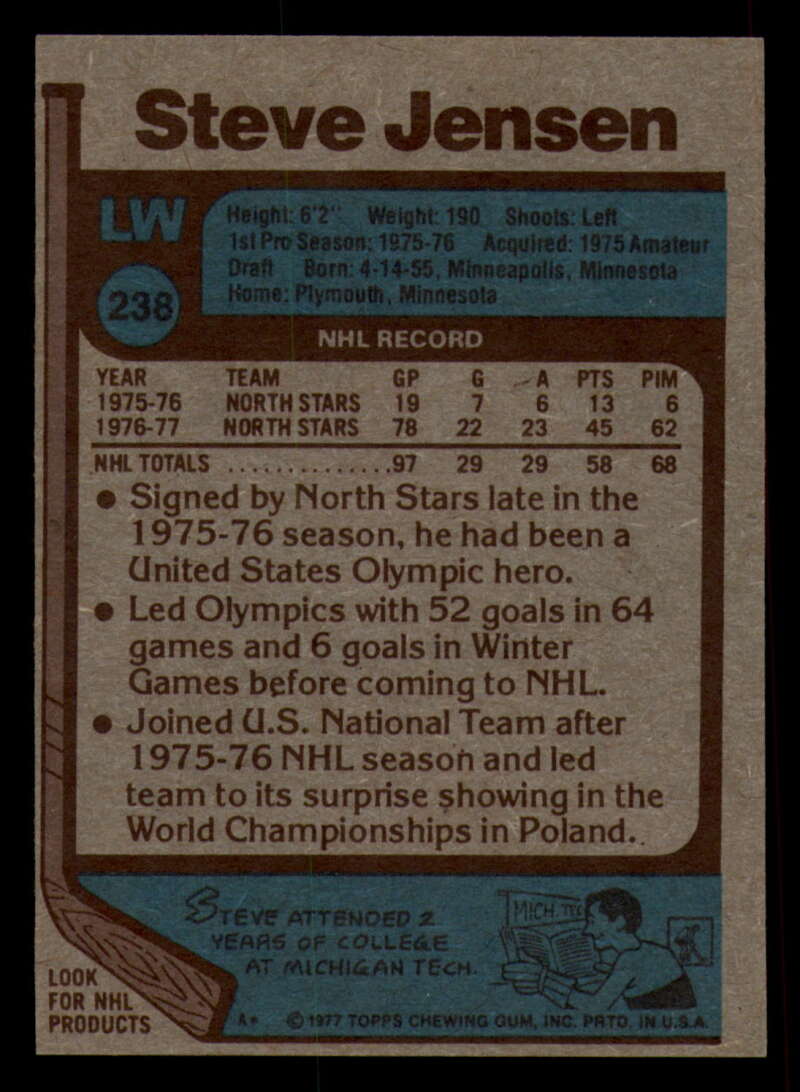 Steve Jensen
LW
238
Height: 6'2" Weight: 190 Shoots: Left
1st Pro Season: 1975-76 Acquired: 1975 Amateur
Draft Born: 4-14-55, Minneapolis, Minnesota
Home: Plymouth, Minnesota
NHL RECORD
YEAR TEAM GP G A PTS PIM
1975-76 NORTH STARS 19 7 6 13 6
1976-77 NORTH STARS 78 22 23 45 62
NHL TOTALS ..............97 29 29 58 68
• Signed by North Stars late in the
1975-76 season, he had been a
United States Olympic hero.
• Led Olympics with 52 goals in 64
games and 6 goals in Winter
Games before coming to NHL.
• Joined U.S. National Team after
1975-76 NHL season and led
team to its surprise showing in the
World Championships in Poland.
STEVE ATTENDED 2
YEARS OF COLLEGE
AT MICHIGAN TECH.
MICH. TEC
LOOK
FOR NHL
PRODUCTS
A* © 1977 TOPPS CHEWING GUM, INC. PRTD. IN U.S.A.